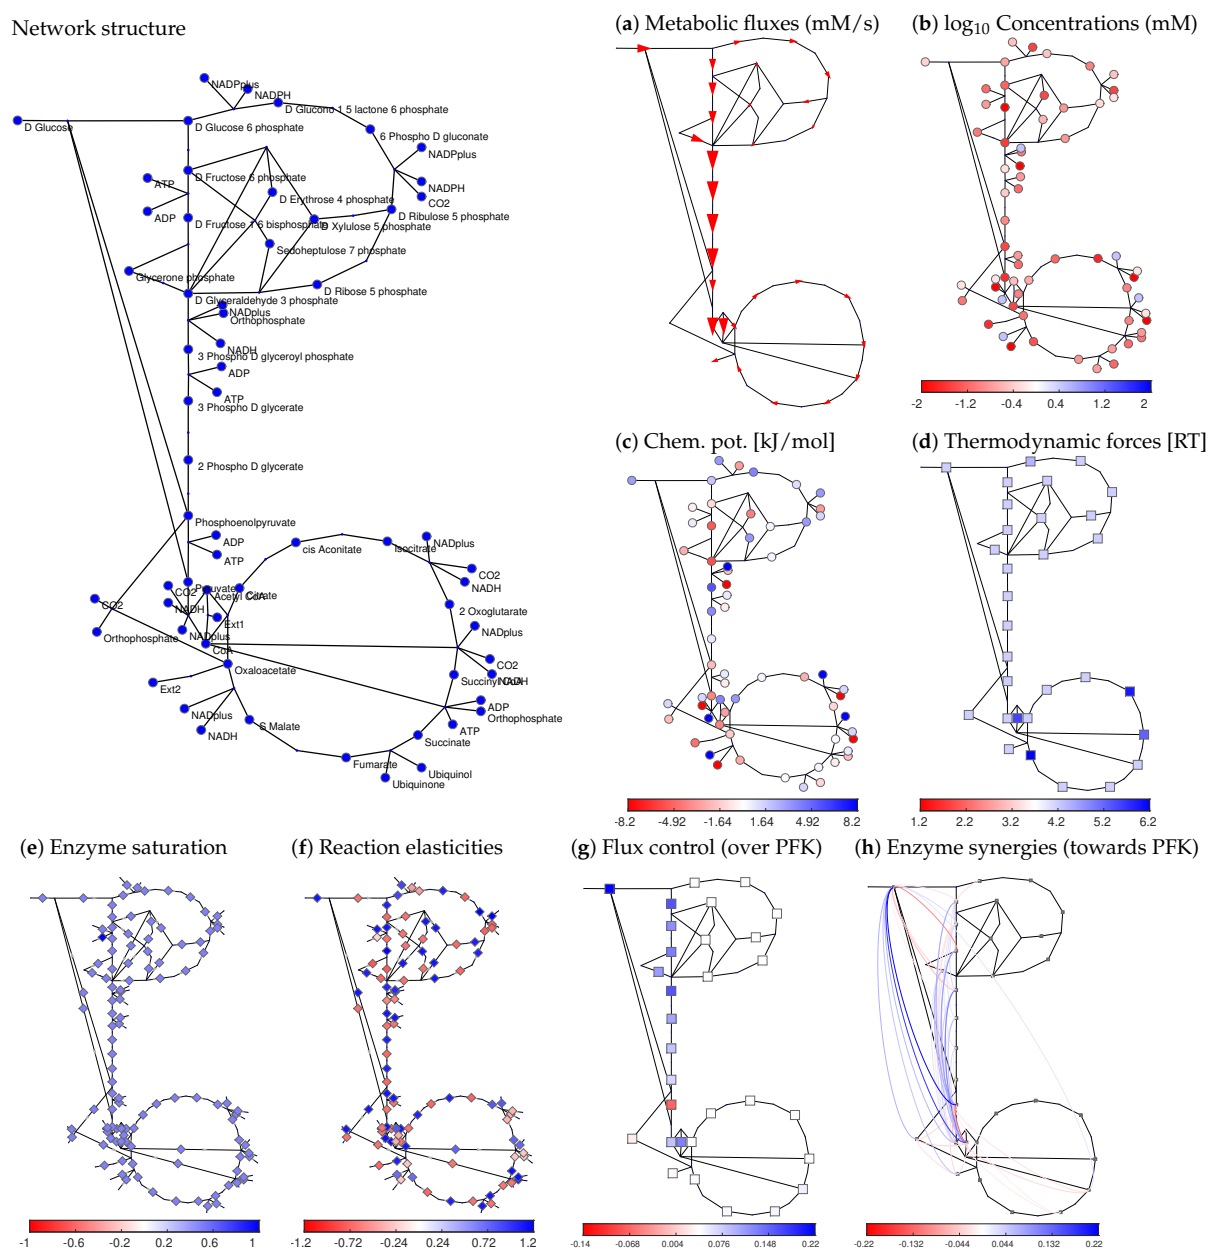 Network structure
(a) Metabolic fluxes (mM/s)
(b) log10 Concentrations (mM)
NADPplus
NADPH
D Glucono 1 5 lactone 6 phosphate
D Glucose
D Glucose 6 phosphate
6 Phospho D gluconate
NADPplus
D Fructose 6 phosphate
ATP
NADPH
D Erythrose 4 phosphate
CO2
ADP
D Fructose 1 6 bisphosphate
D Xylulose 5 phosphate
D Ribulose 5 phosphate
Sedoheptulose 7 phosphate
Glycerone phosphate
D Ribose 5 phosphate
D Glyceraldehyde 3 phosphate
NADplus
Orthophosphate
NADH
3 Phospho D glyceroyl phosphate
ADP
ATP
3 Phospho D glycerate
-2 -1.2 -0.4 0.4 1.2 2
(c) Chem. pot. [kJ/mol]
(d) Thermodynamic forces [RT]
2 Phospho D glycerate
Phosphoenolpyruvate
ADP
ATP
cis Aconitate
Isocitrate
NADplus
CO2
NADH
CO2
Pyruvate
Acetyl CoA
Citrate
CO2
NADH
2 Oxoglutarate
Ext1
Orthophosphate
NADplus
NADplus
CoA
Oxaloacetate
CO2
Succinyl CoA
NADH
Ext2
ADP
Orthophosphate
NADplus
S Malate
ATP
NADH
Succinate
Fumarate
Ubiquinol
Ubiquinone
-8.2 -4.92 -1.64 1.64 4.92 8.2
1.2 2.2 3.2 4.2 5.2 6.2
(e) Enzyme saturation
(f) Reaction elasticities
(g) Flux control (over PFK)
(h) Enzyme synergies (towards PFK)
-1 -0.6 -0.2 0.2 0.6 1
-1.2 -0.72 -0.24 0.24 0.72 1.2
-0.14 -0.068 0.004 0.076 0.148 0.22
-0.22 -0.132 -0.044 0.044 0.132 0.22